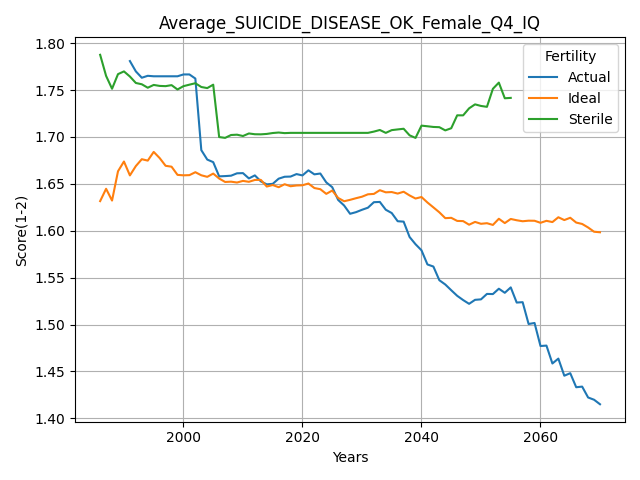 Average_SUICIDE_DISEASE_OK_Female_Q4_IQ
Score(1-2)
1.80
1.75
1.70
1.65
1.60
1.55
1.50
1.45
1.40
Fertility
Actual
Ideal
Sterile
2000 2020 2040 2060
Years